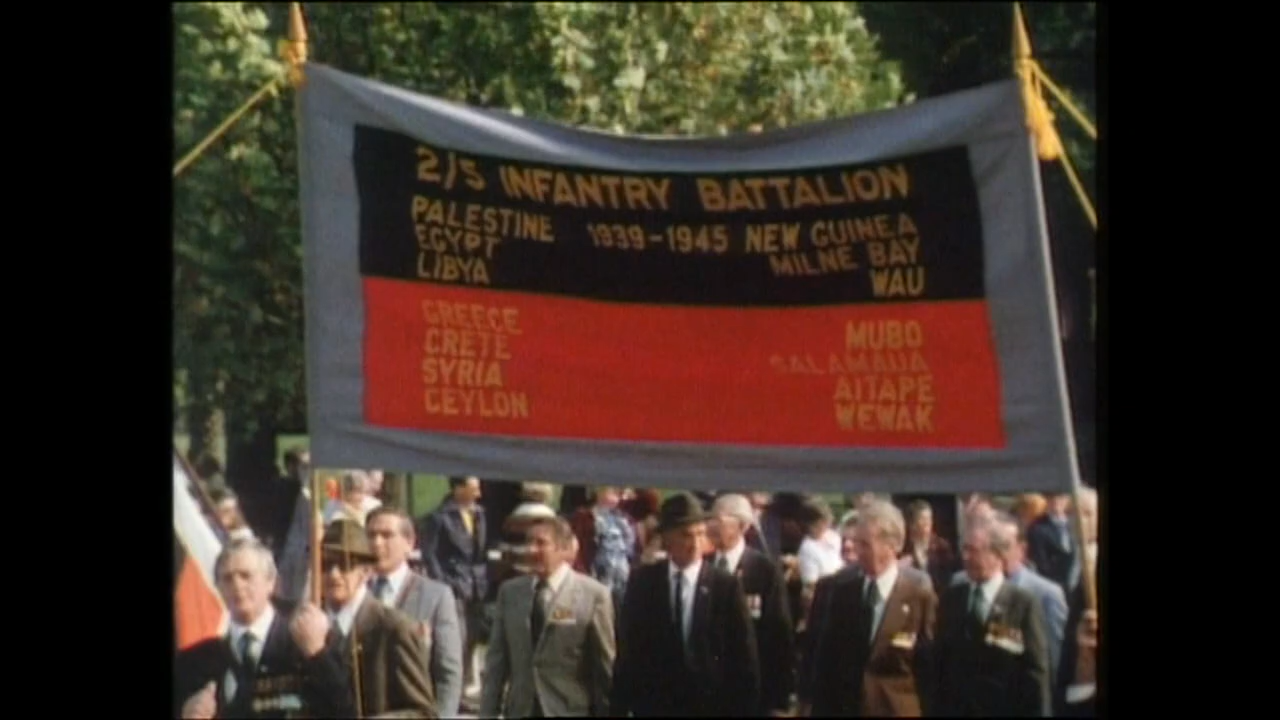 2/5 INFANTRY BATTALION
PALESTINE 1939-1945 NEW GUINEA
EGYPT MILNE BAY
LIBYA WAU
GREECE MUBO
CRETE SALAMAUA
SYRIA AITAPE
CEYLON WEWAK